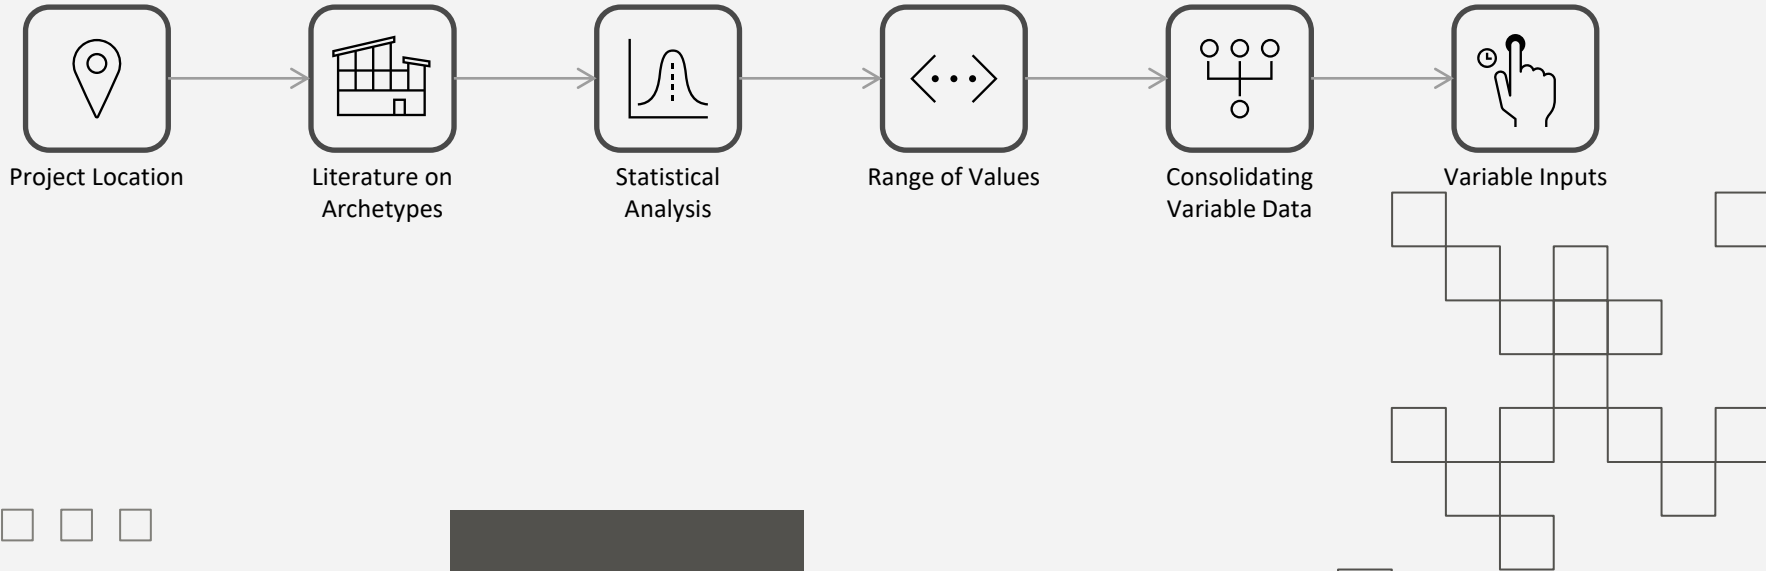 Project Location
Literature on
Archetypes
Statistical
Analysis
Range of Values
Consolidating
Variable Data
Variable Inputs